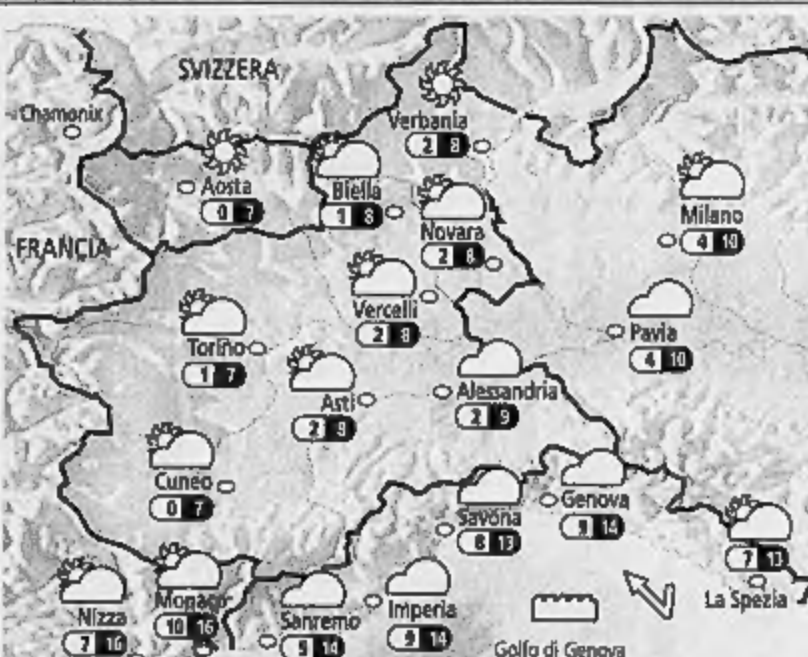 SVIZZERA
Chamonix
Verbania
2 8
Aosta
0 7
Biella
1 8
Novara
2 8
Milano
4 10
FRANCIA
Vercelli
2 8
Torino
1 7
Pavia
4 10
Asti
2 9
Alessandria
2 9
Cuneo
0 7
Savona
13
Genova
14
7 13
La Spezia
Nizza
7 16
Monaco
10 16
Sanremo
9 14
Imperia
9 14
Golfo di Genova